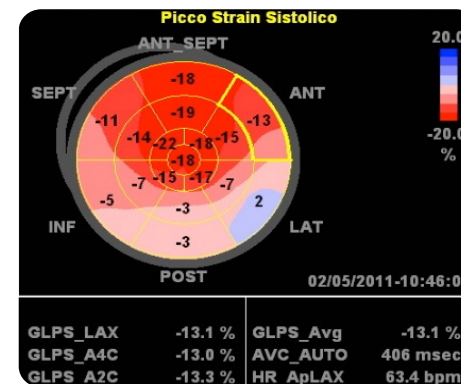 Picco Strain Sistolico
20.0
ANT_SEPT
-18
SEPT
ANT
-11
-19
-13
-14
-22
-18
-15
-20.0
-18
%
-15
-17
-7
-7
-5
-3
2
INF
LAT
-3
POST
02/05/2011-10:46:0
GLPS_LAX -13.1 %
GLPS_Avg -13.1 %
GLPS_A4C -13.0 %
AVC_AUTO 406 msec
GLPS_A2C -13.3 %
HR_ApLAX 63.4 bpm